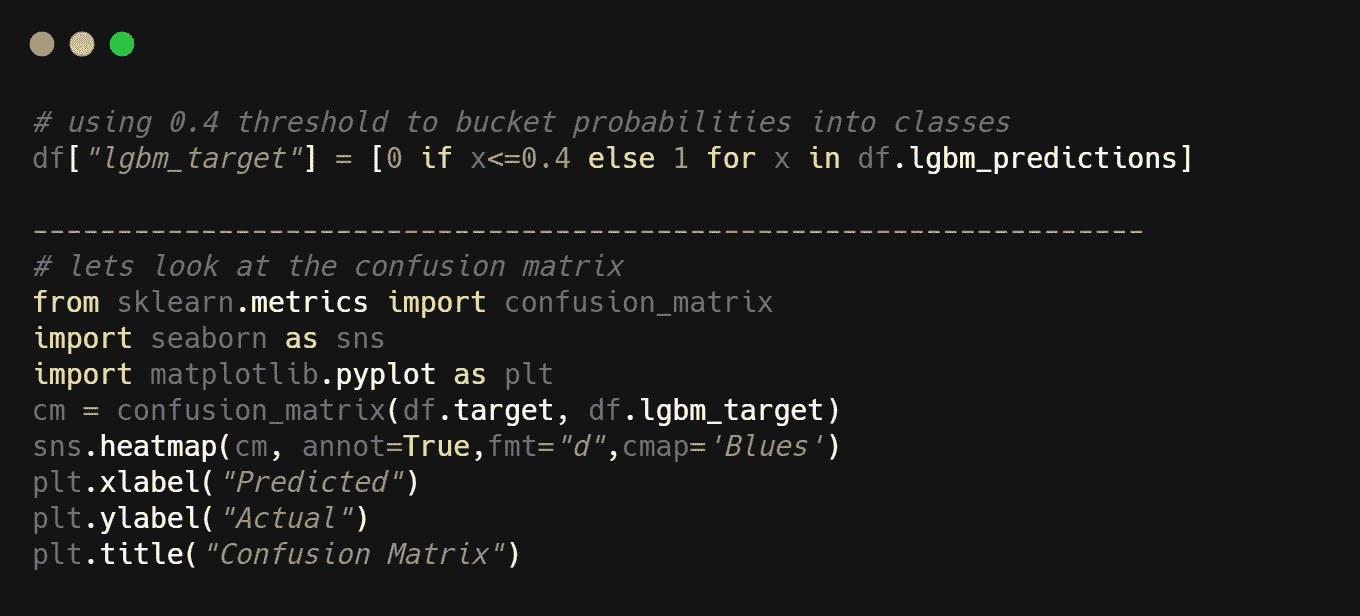 # using 0.4 threshold to bucket probabilities into classes
df["lgbm_target"] = [0 if x<=0.4 else 1 for x in df.lgbm_predictions]
------------------------------------------------------------------
# lets look at the confusion matrix
from sklearn.metrics import confusion_matrix
import seaborn as sns
import matplotlib.pyplot as plt
cm = confusion_matrix(df.target, df.lgbm_target)
sns.heatmap(cm, annot=True,fmt="d",cmap='Blues')
plt.xlabel("Predicted")
plt.ylabel("Actual")
plt.title("Confusion Matrix")